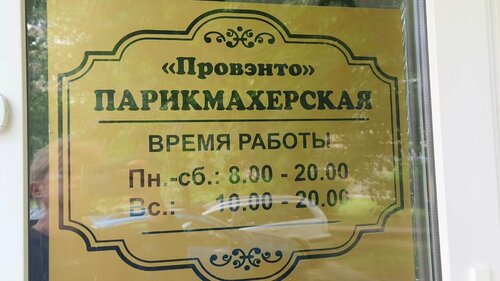 «Провэнто»
ПАРИКМАХЕРСКАЯ
ВРЕМЯ РАБОТЫ
Пн.-сб.: 8.00 - 20.00
Вс.: 10.00 - 20.00